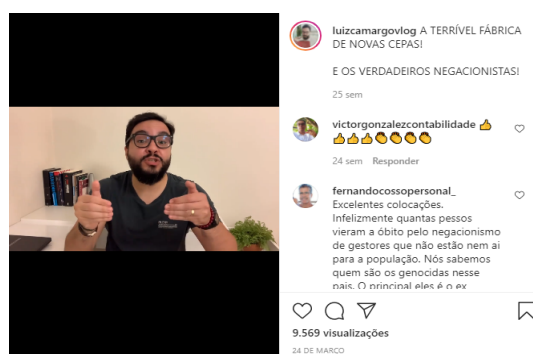 luizcamargovlog A TERRÍVEL FÁBRICA
DE NOVAS CEPAS!
E OS VERDADEIROS NEGACIONISTAS!
25 sem
victorgonzalezcontabilidade 👍
👍👍👍👏👏👏👏
24 sem Responder
fernandocossopersonal_
Excelentes colocações.
Infelizmente quantas pessos
vieram a óbito pelo negacionismo
de gestores que não estão nem ai
para a população. Nós sabemos
quem são os genocidas nesse
pais. O principal eles é o ex
9.569 visualizações
24 DE MARÇO